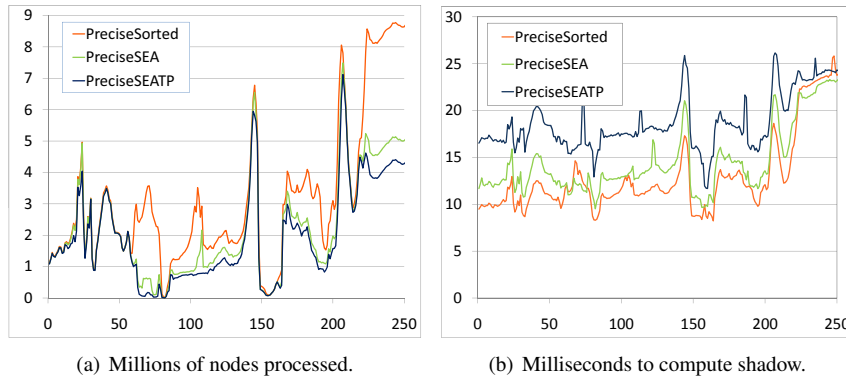 9
8
7
6
5
4
3
2
1
0
PreciseSorted
PreciseSEA
PreciseSEATP
0 50 100 150 200 250
(a) Millions of nodes processed.
30
25
20
15
10
5
0
PreciseSorted
PreciseSEA
PreciseSEATP
0 50 100 150 200 250
(b) Milliseconds to compute shadow.